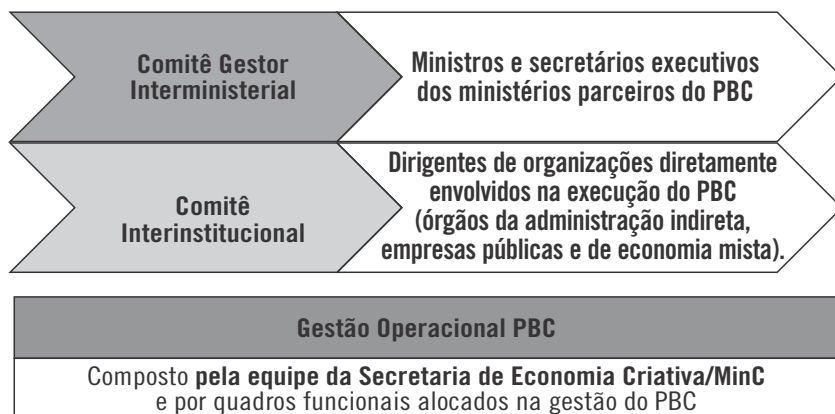 Comitê Gestor
Interministerial
Ministros e secretários executivos
dos ministérios parceiros do PBC
Comitê
Interinstitucional
Dirigentes de organizações diretamente
envolvidos na execução do PBC
(órgãos da administração indireta,
empresas públicas e de economia mista).
Gestão Operacional PBC
Composto pela equipe da Secretaria de Economia Criativa/MinC
e por quadros funcionais alocados na gestão do PBC